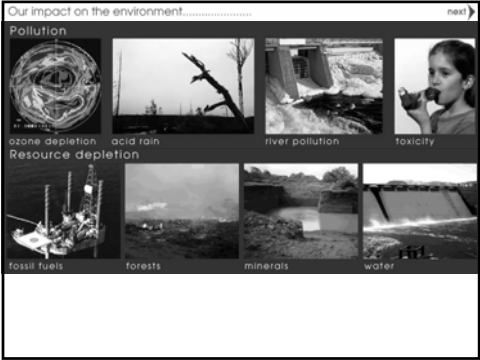 Our impact on the environment......................
next
Pollution
ozone depletion
acid rain
river pollution
toxicity
Resource depletion
fossil fuels
forests
minerals
water